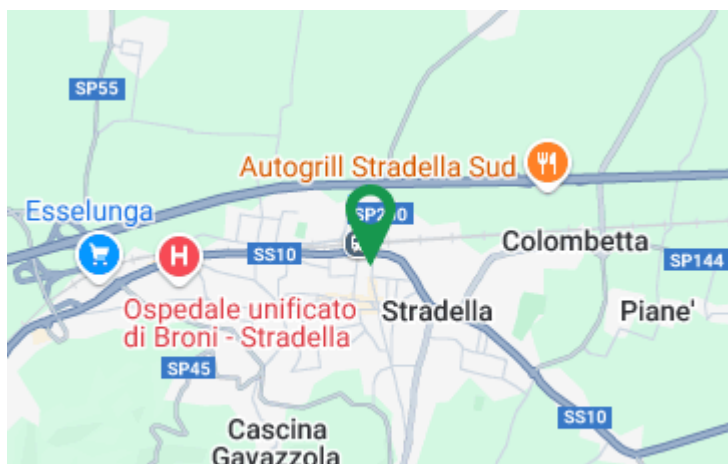 SP55
Autogrill Stradella Sud
Esselunga
H
SS10
Colombetta
SP144
Ospedale unificato
di Broni - Stradella
Stradella
Piane'
SP45
SS10
Cascina
Gavazzola